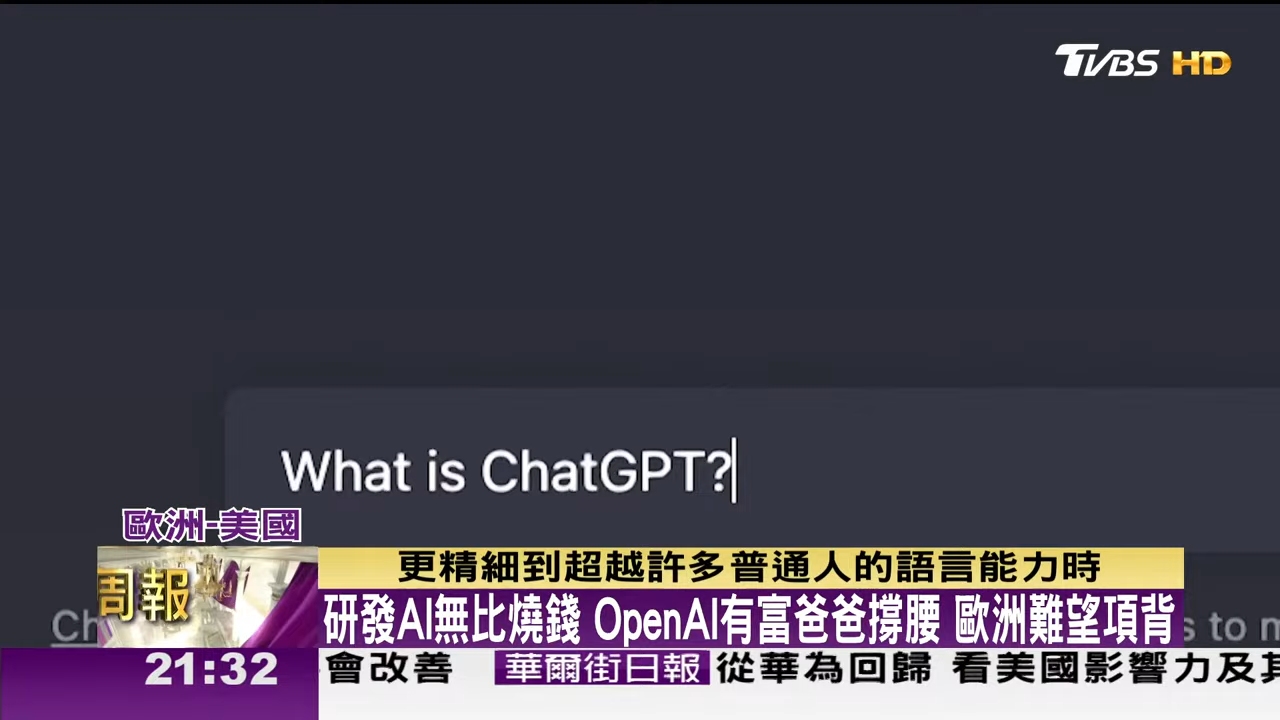 TVBS HD
What is ChatGPT?
歐洲-美國
更精細到超越許多普通人的語言能力時
周報
研發AI無比燒錢 OpenAI有富爸爸撐腰 歐洲難望項背
Ch
s to m
21:32
會改善 華爾街日報 從華為回歸 看美國影響力及其